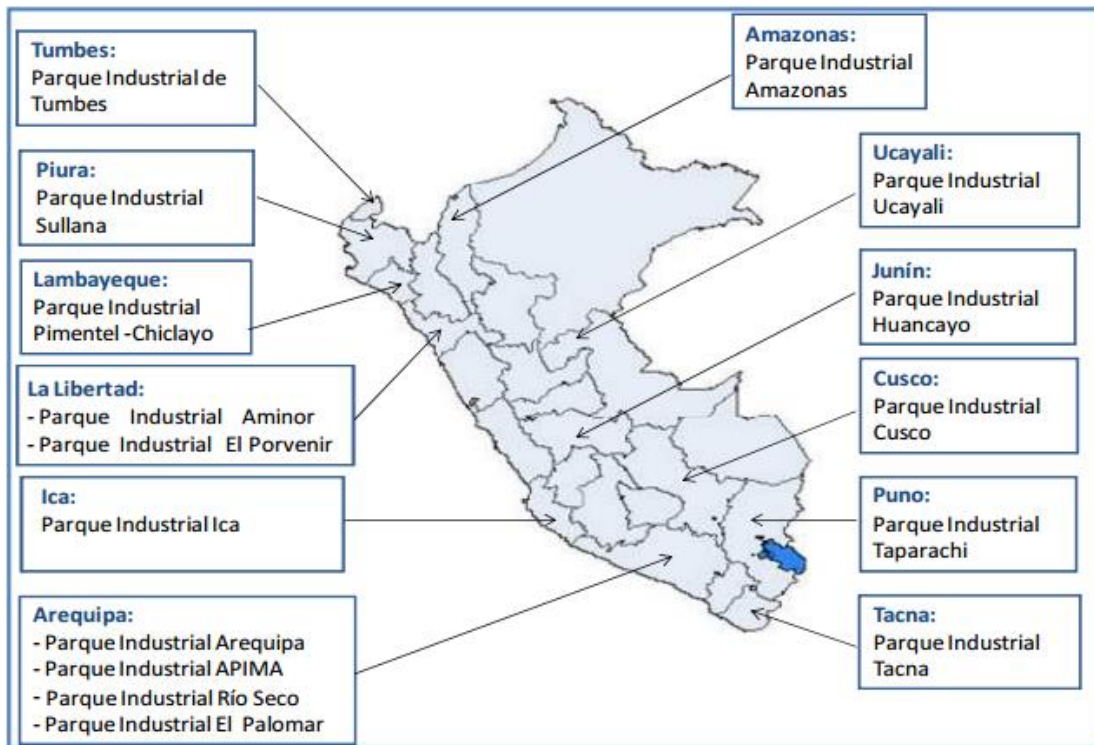 Tumbes:
Parque Industrial de
Tumbes
Piura:
Parque Industrial
Sullana
Lambayeque:
Parque Industrial
Pimentel -Chiclayo
La Libertad:
- Parque Industrial Aminor
- Parque Industrial El Porvenir
Ica:
Parque Industrial Ica
Arequipa:
- Parque Industrial Arequipa
- Parque Industrial APIMA
- Parque Industrial Río Seco
- Parque Industrial El Palomar
Amazonas:
Parque Industrial
Amazonas
Ucayali:
Parque Industrial
Ucayali
Junín:
Parque Industrial
Huancayo
Cusco:
Parque Industrial
Cusco
Puno:
Parque Industrial
Taparachi
Tacna:
Parque Industrial
Tacna